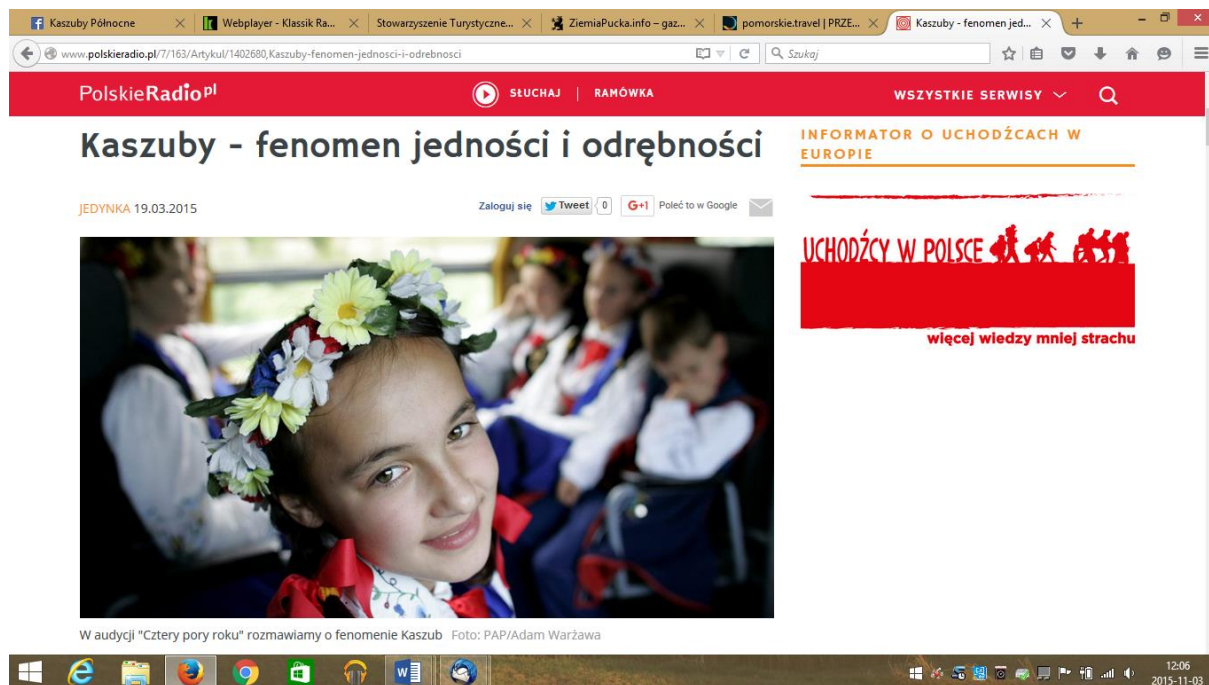 Kaszuby Północne
Webplayer - Klassik Ra...
Stowarzyszenie Turystyczne...
ZiemiaPucka.info – gaz...
pomorskie.travel | PRZE...
Kaszuby - fenomen jed...
www.polskieradio.pl/7/163/Artykul/1402680,Kaszuby-fenomen-jednosci-i-odrebnosci
Szukaj
PolskieRadio.pl
SŁUCHAJ | RAMÓWKA
WSZYSTKIE SERWISY
Kaszuby - fenomen jedności i odrębności
JEDYNKA 19.03.2015
Zaloguj się
Tweet 0
G+1 Poleć to w Google
W audycji "Cztery pory roku" rozmawiamy o fenomenie Kaszub Foto: PAP/Adam Warżawa
INFORMATOR O UCHODŹCACH W
EUROPIE
UCHODŹCY W POLSCE
więcej wiedzy mniej strachu
12:06
2015-11-03